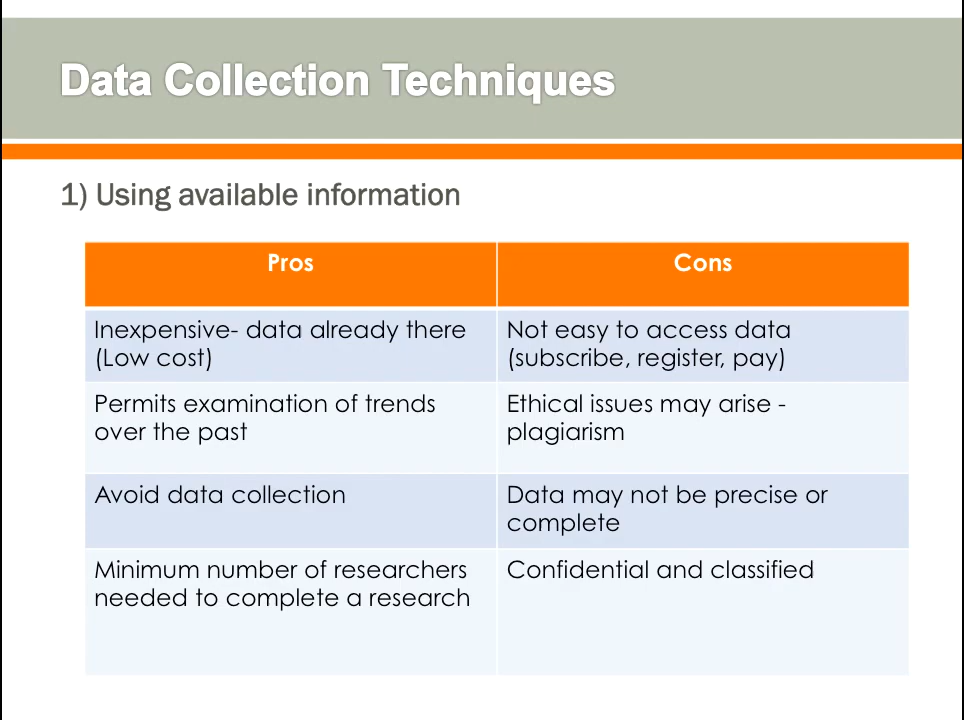 Data Collection Techniques
1) Using available information
Pros
Cons
Inexpensive- data already there
(Low cost)
Not easy to access data
(subscribe, register, pay)
Permits examination of trends
over the past
Ethical issues may arise -
plagiarism
Avoid data collection
Data may not be precise or
complete
Minimum number of researchers
needed to complete a research
Confidential and classified